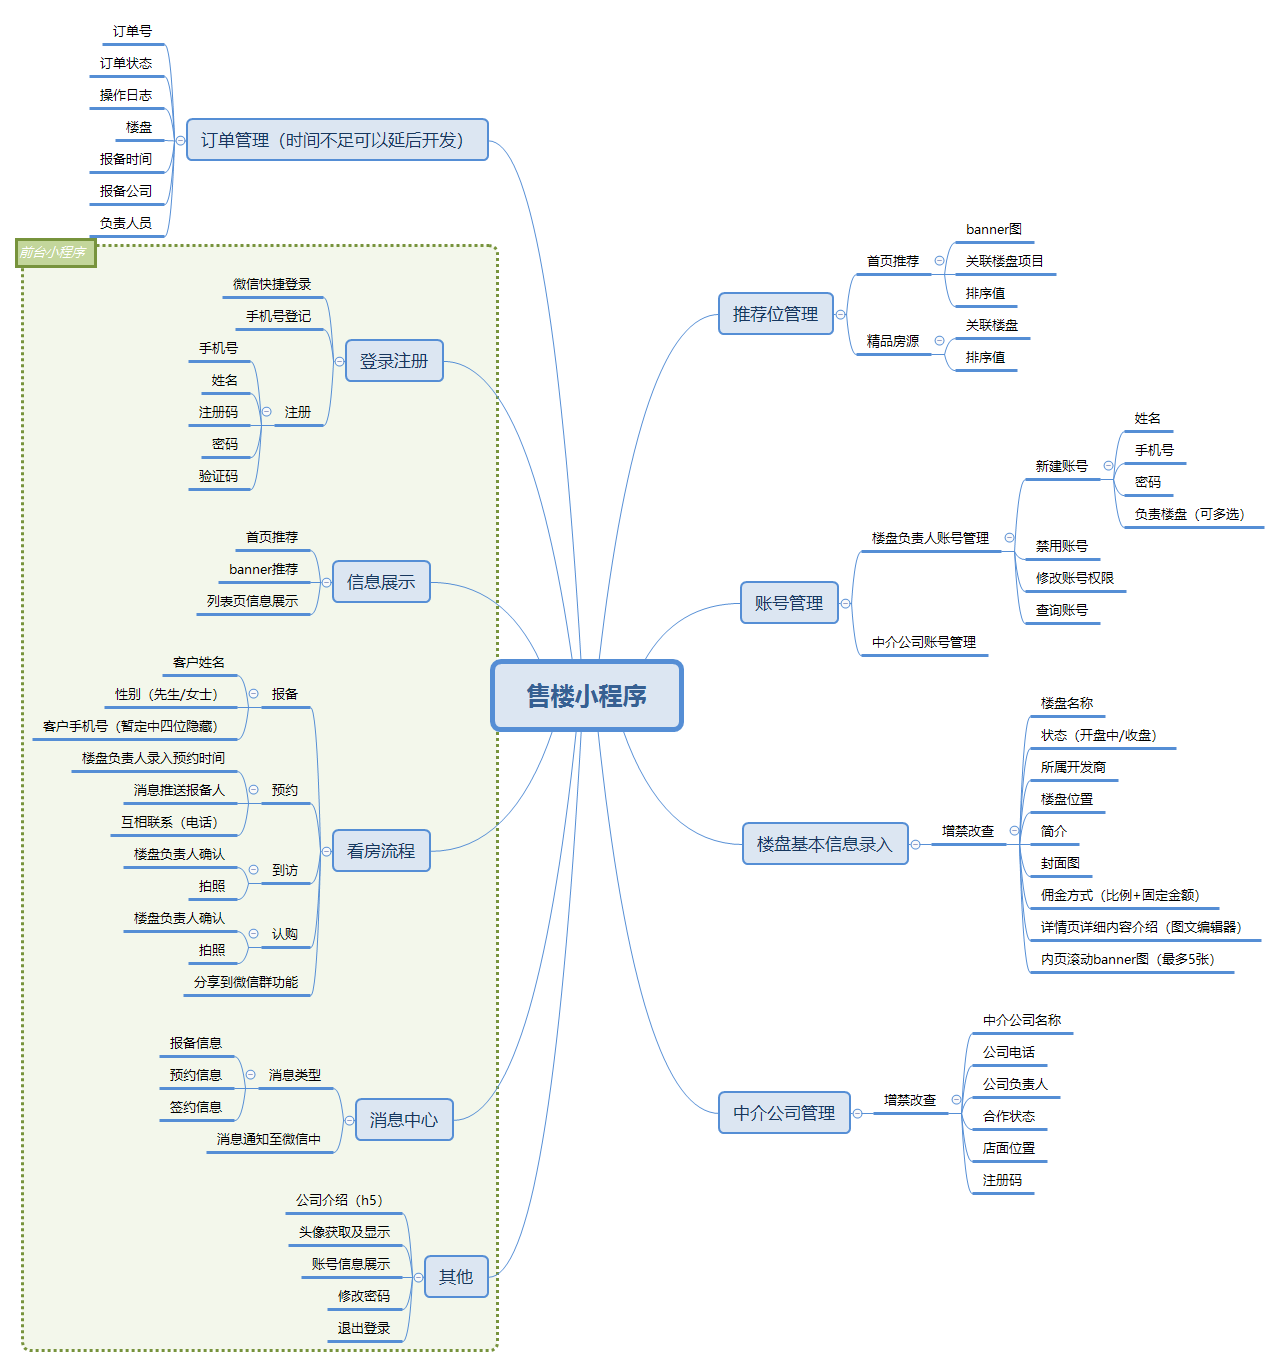 订单号
订单状态
操作日志
楼盘
报备时间
报备公司
负责人员
订单管理（时间不足可以延后开发）
前台小程序
微信快捷登录
手机号登记
手机号
姓名
注册码
密码
验证码
注册
登录注册
首页推荐
banner推荐
列表页信息展示
信息展示
客户姓名
性别（先生/女士）
客户手机号（暂定中四位隐藏）
报备
楼盘负责人录入预约时间
消息推送报备人
互相联系（电话）
预约
楼盘负责人确认
拍照
到访
楼盘负责人确认
拍照
认购
分享到微信群功能
看房流程
报备信息
预约信息
签约信息
消息类型
消息通知至微信中
消息中心
公司介绍（h5）
头像获取及显示
账号信息展示
修改密码
退出登录
其他
售楼小程序
推荐位管理
首页推荐
banner图
关联楼盘项目
排序值
精品房源
关联楼盘
排序值
账号管理
楼盘负责人账号管理
新建账号
姓名
手机号
密码
负责楼盘（可多选）
禁用账号
修改账号权限
查询账号
中介公司账号管理
楼盘基本信息录入
增禁改查
楼盘名称
状态（开盘中/收盘）
所属开发商
楼盘位置
简介
封面图
佣金方式（比例+固定金额）
详情页详细内容介绍（图文编辑器）
内页滚动banner图（最多5张）
中介公司管理
增禁改查
中介公司名称
公司电话
公司负责人
合作状态
店面位置
注册码